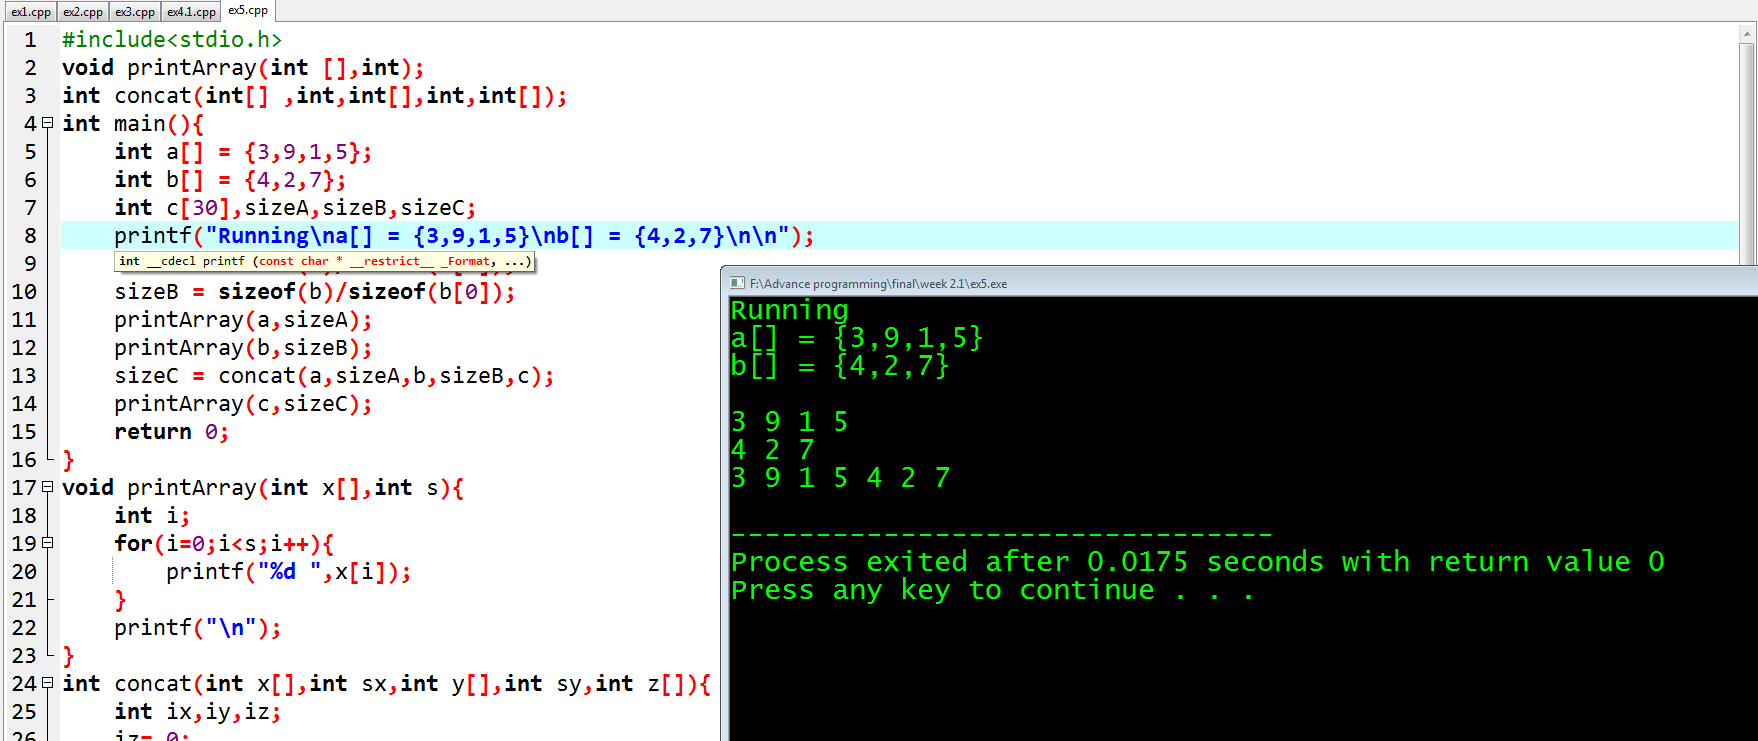 ex1.cpp ex2.cpp ex3.cpp ex4.1.cpp ex5.cpp
1 #include<stdio.h>
2 void printArray(int [],int);
3 int concat(int[] ,int,int[],int,int[]);
4 int main(){
5 int a[] = {3,9,1,5};
6 int b[] = {4,2,7};
7 int c[30],sizeA,sizeB,sizeC;
8 printf("Running\na[] = {3,9,1,5}\nb[] = {4,2,7}\n\n");
int __cdecl printf (const char * __restrict__ _Format, ...)
9
10 sizeB = sizeof(b)/sizeof(b[0]);
11 printArray(a,sizeA);
12 printArray(b,sizeB);
13 sizeC = concat(a,sizeA,b,sizeB,c);
14 printArray(c,sizeC);
15 return 0;
16 }
17 void printArray(int x[],int s){
18 int i;
19 for(i=0;i<s;i++){
20 printf("%d ",x[i]);
21 }
22 printf("\n");
23 }
24 int concat(int x[],int sx,int y[],int sy,int z[]){
25 int ix,iy,iz;
26 iz= 0;
F:\Advance programming\final\week 2.1\ex5.exe
Running
a[] = {3,9,1,5}
b[] = {4,2,7}
3 9 1 5
4 2 7
3 9 1 5 4 2 7
--------------------------------
Process exited after 0.0175 seconds with return value 0
Press any key to continue . . .